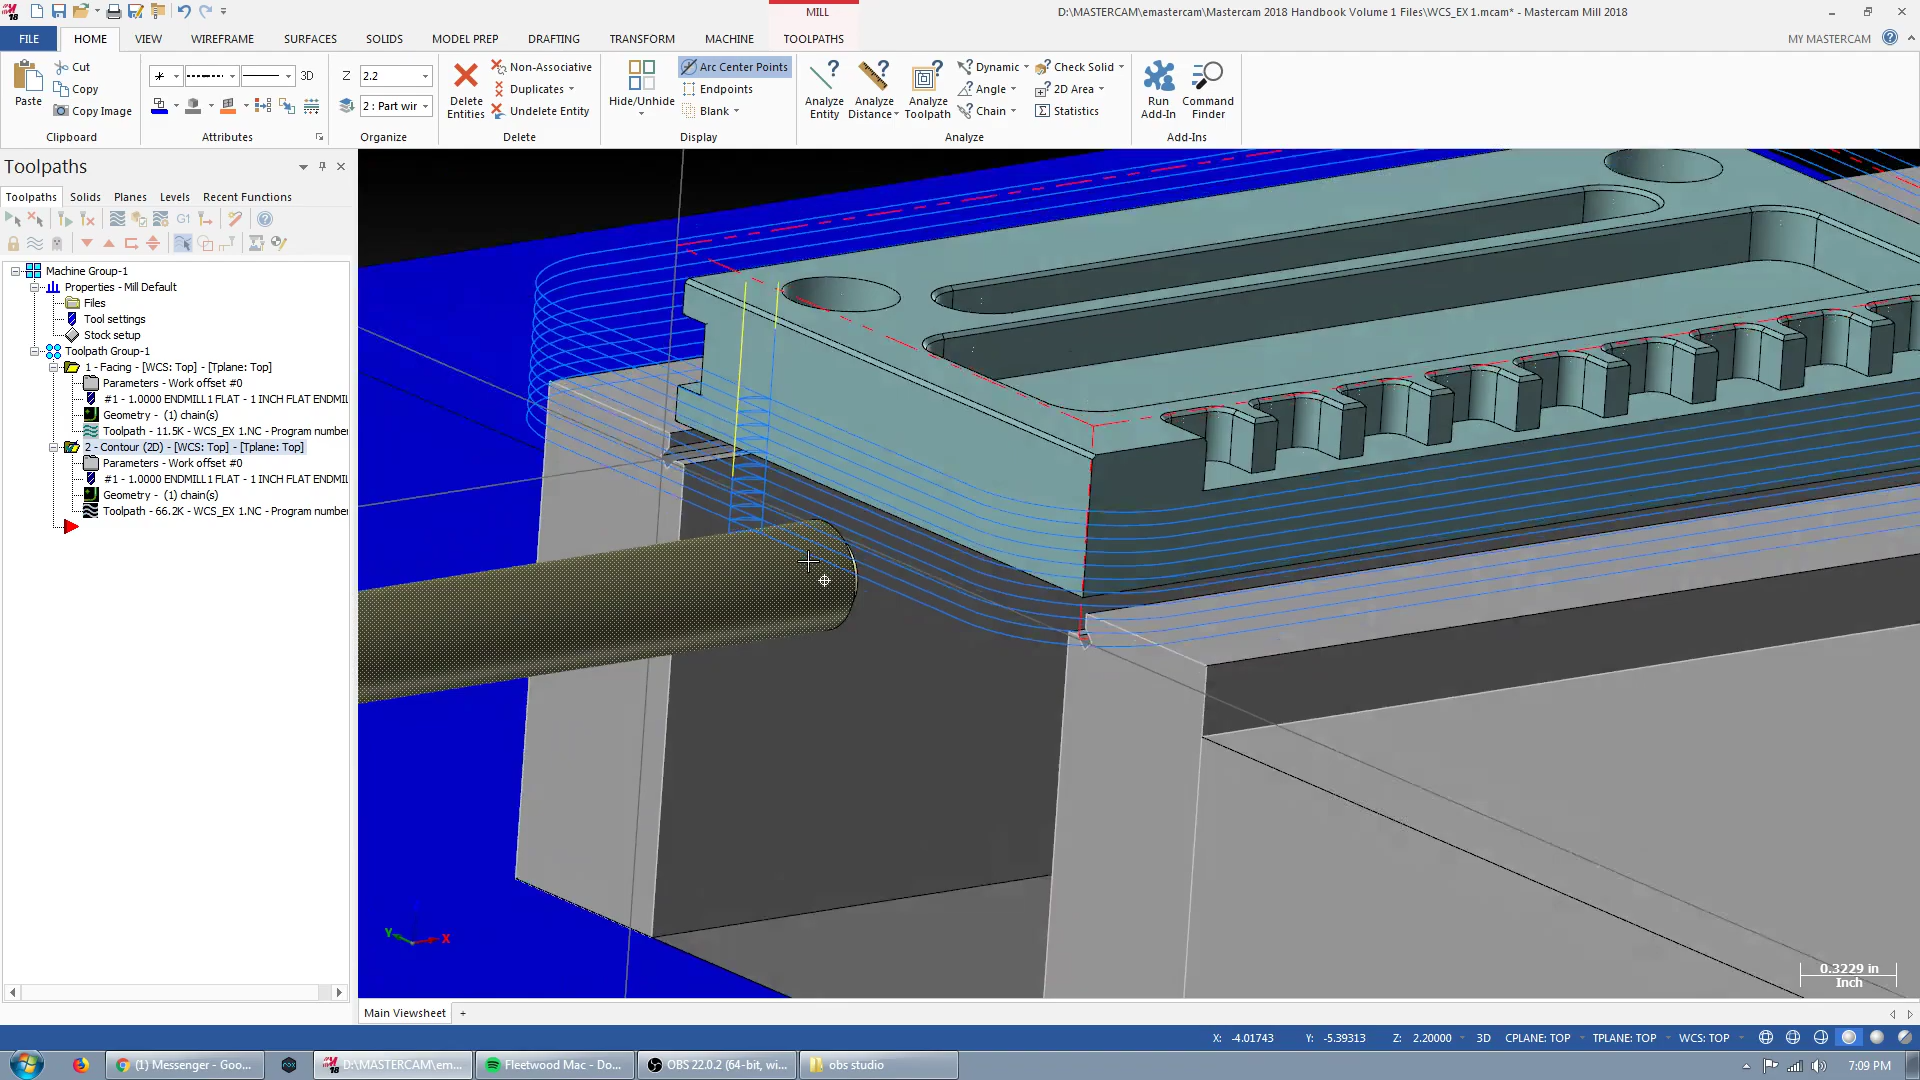 MILL
D:\MASTERCAM\emastercam\Mastercam 2018 Handbook Volume 1 Files\WCS_EX 1.mcam* - Mastercam Mill 2018
FILE HOME VIEW WIREFRAME SURFACES SOLIDS MODEL PREP DRAFTING TRANSFORM MACHINE TOOLPATHS MY MASTERCAM
Paste
Cut
Copy
Copy Image
Clipboard
3D
Attributes
Z 2.2
2 : Part wir
Organize
Delete Entities
Non-Associative
Duplicates
Undelete Entity
Delete
Hide/Unhide
Arc Center Points
Endpoints
Blank
Display
Analyze Entity
Analyze Distance
Analyze Toolpath
Dynamic
Angle
Chain
Check Solid
2D Area
Statistics
Analyze
Run Add-In
Command Finder
Add-Ins
Toolpaths
Toolpaths Solids Planes Levels Recent Functions
G1
Machine Group-1
Properties - Mill Default
Files
Tool settings
Stock setup
Toolpath Group-1
1 - Facing - [WCS: Top] - [Tplane: Top]
Parameters - Work offset #0
#1 - 1.0000 ENDMILL1 FLAT - 1 INCH FLAT ENDMIL
Geometry - (1) chain(s)
Toolpath - 11.5K - WCS_EX 1.NC - Program number
2 - Contour (2D) - [WCS: Top] - [Tplane: Top]
Parameters - Work offset #0
#1 - 1.0000 ENDMILL1 FLAT - 1 INCH FLAT ENDMIL
Geometry - (1) chain(s)
Toolpath - 66.2K - WCS_EX 1.NC - Program number
Y X
0.3229 in
Inch
Main Viewsheet +
X: -4.01743 Y: -5.39313 Z: 2.20000 3D CPLANE: TOP TPLANE: TOP WCS: TOP
(1) Messenger - Goo...
D:\MASTERCAM\em...
Fleetwood Mac - Do...
OBS 22.0.2 (64-bit, wi...
obs studio
7:09 PM